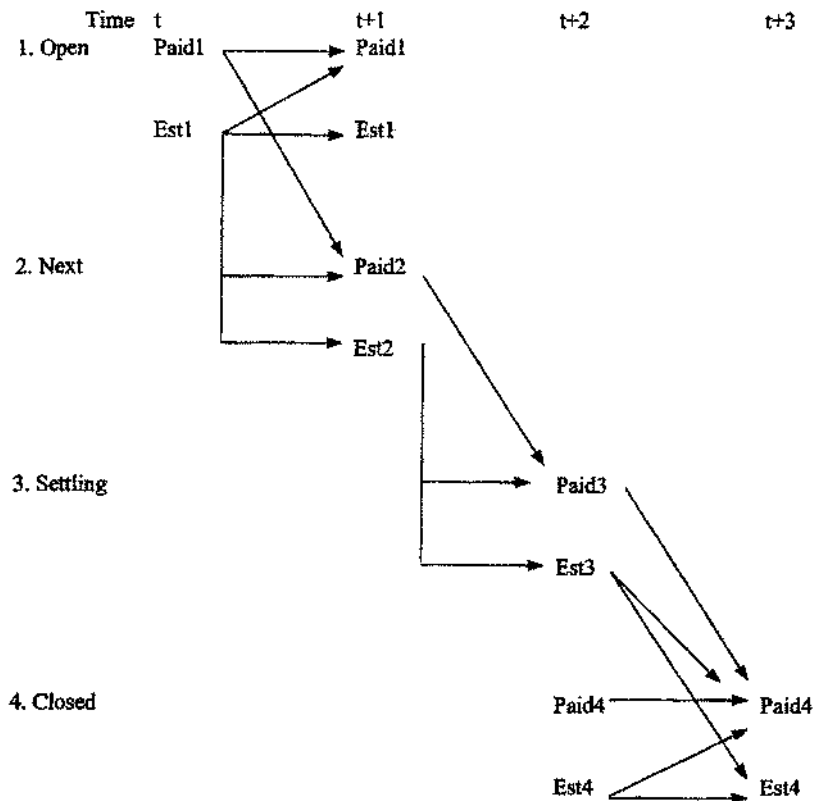 Time t t+1 t+2 t+3
1. Open Paid1 Paid1
Est1 Est1
2. Next Paid2
Est2
3. Settling Paid3
Est3
4. Closed Paid4 Paid4
Est4 Est4